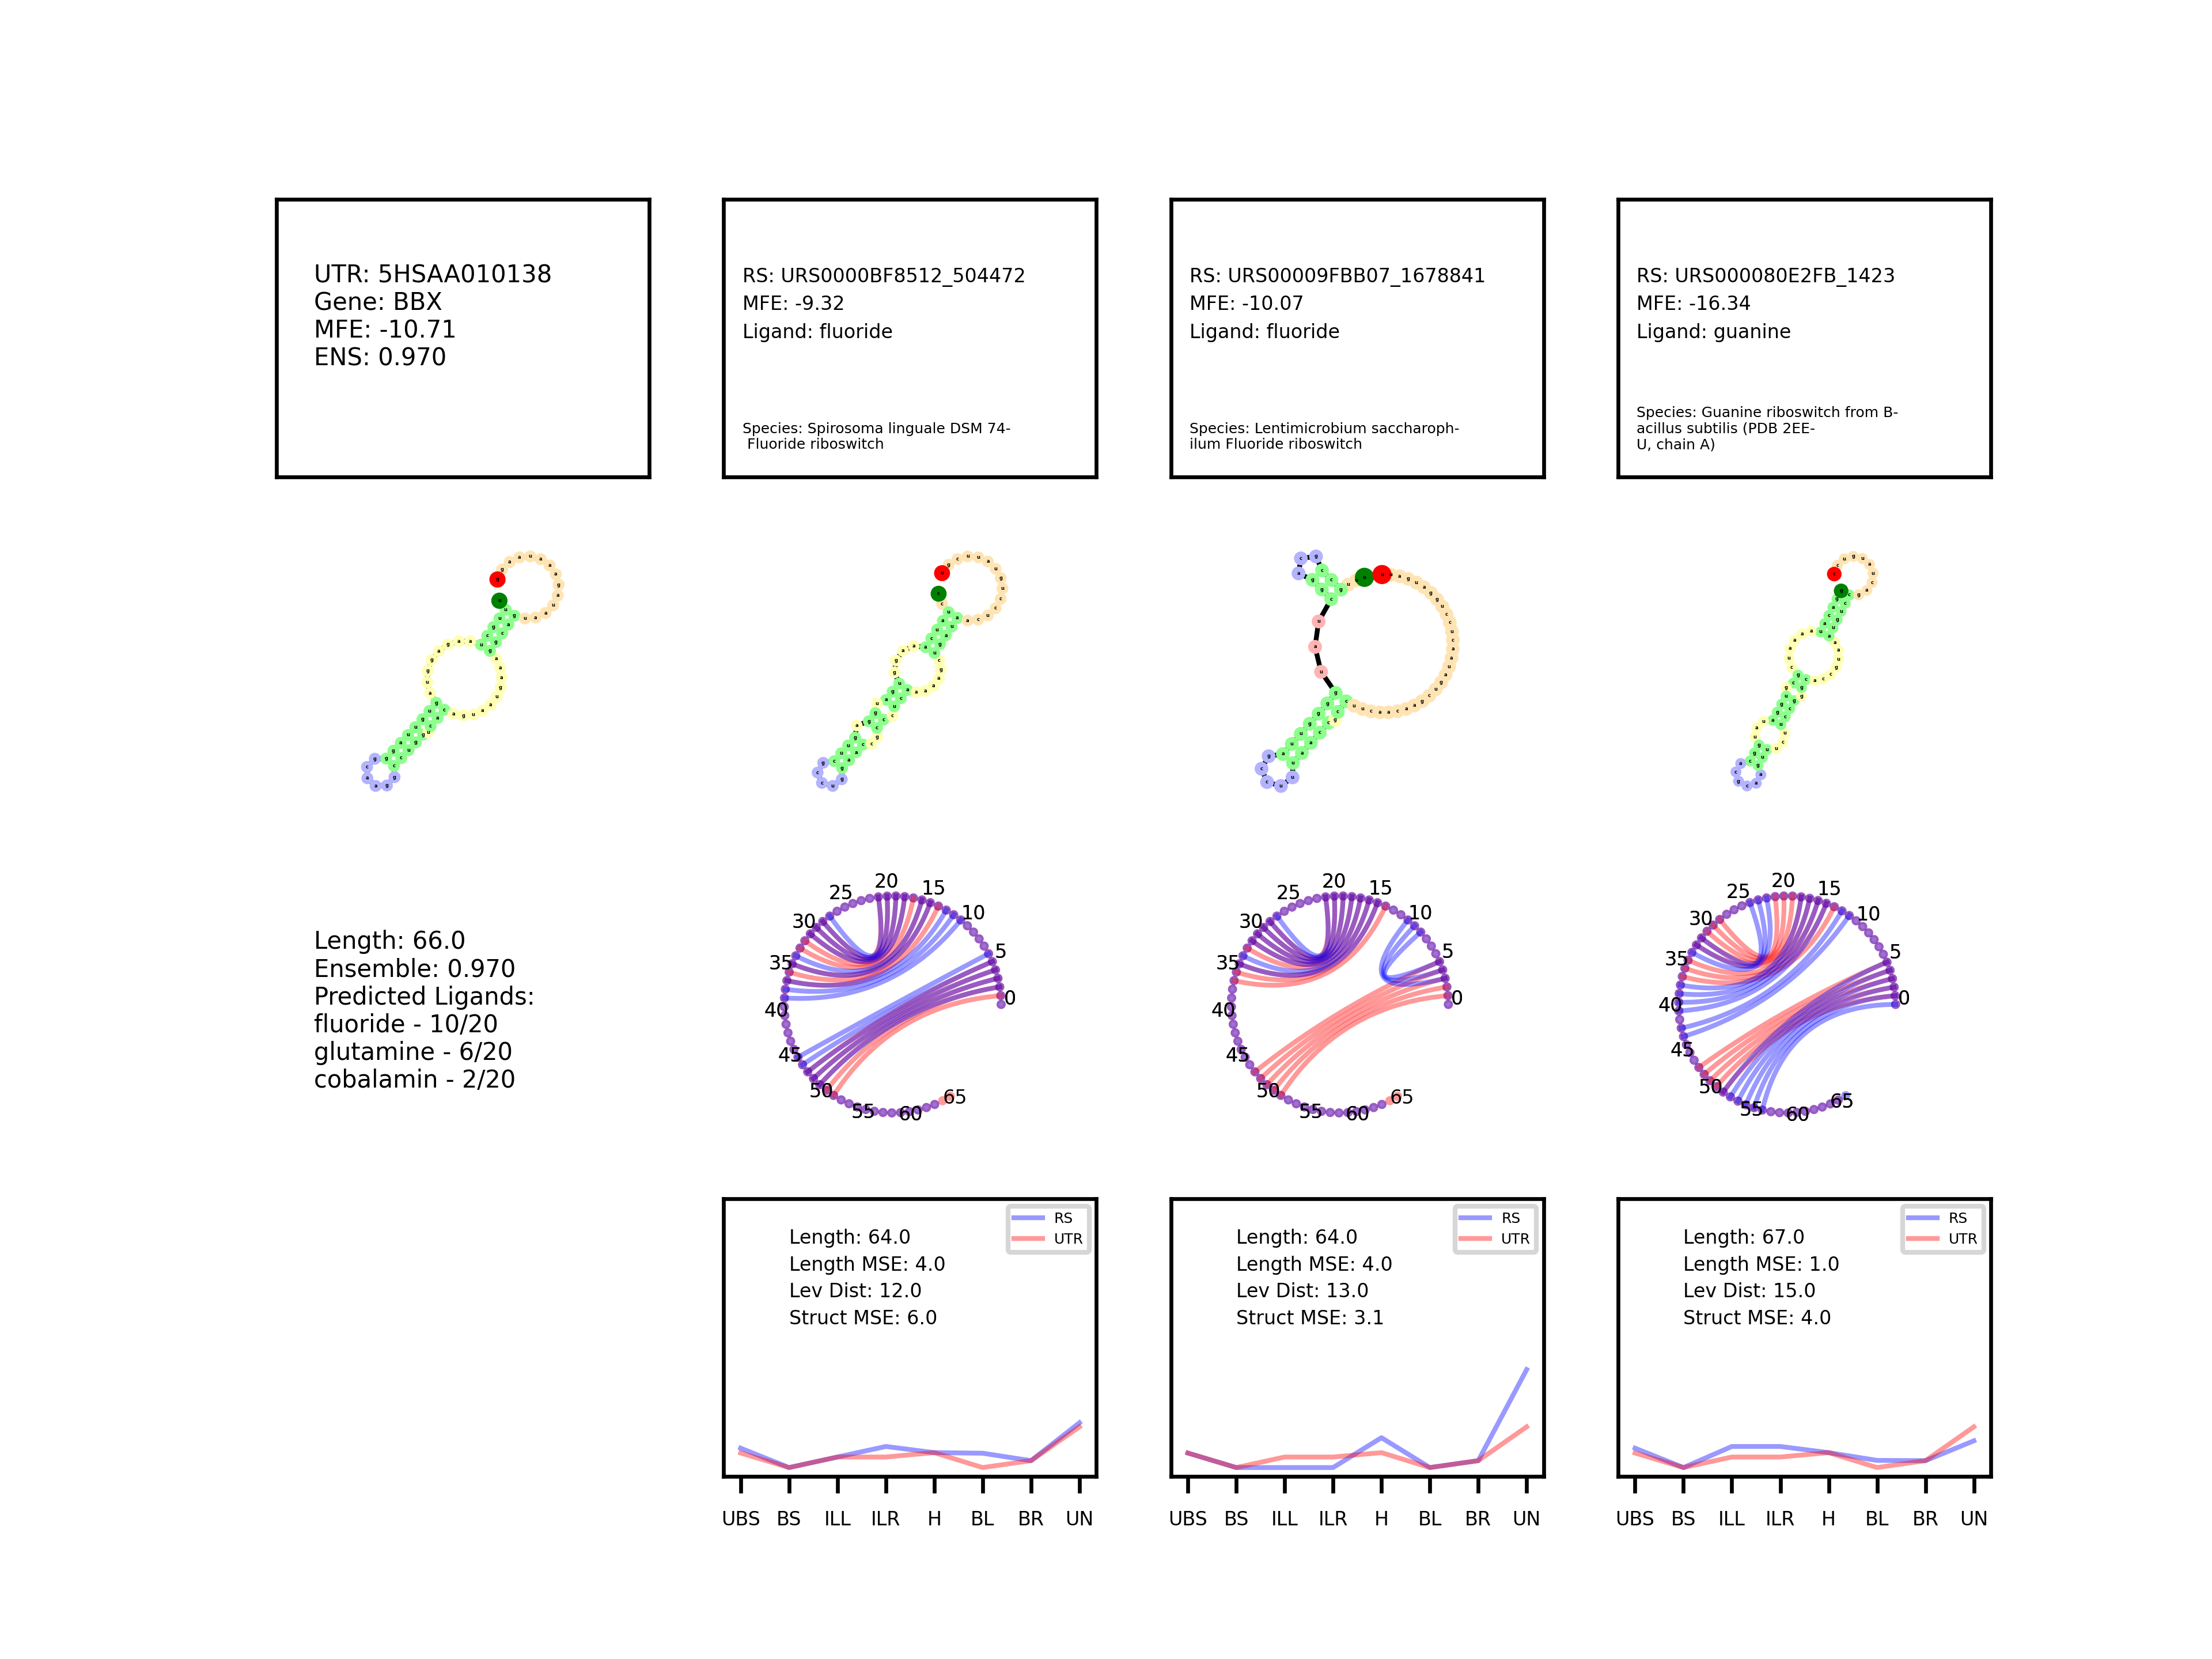 UTR: 5HSAA010138
Gene: BBX
MFE: -10.71
ENS: 0.970
RS: URS0000BF8512_504472
MFE: -9.32
Ligand: fluoride
Species: Spirosoma linguale DSM 74-
Fluoride riboswitch
RS: URS00009FBB07_1678841
MFE: -10.07
Ligand: fluoride
Species: Lentimicrobium saccharoph-
ilum Fluoride riboswitch
RS: URS000080E2FB_1423
MFE: -16.34
Ligand: guanine
Species: Guanine riboswitch from B-
acillus subtilis (PDB 2EE-
U, chain A)
Length: 66.0
Ensemble: 0.970
Predicted Ligands:
fluoride - 10/20
glutamine - 6/20
cobalamin - 2/20
0
5
10
15
20
25
30
35
40
45
50
55
60
65
0
5
10
15
20
25
30
35
40
45
50
55
60
65
0
5
10
15
20
25
30
35
40
45
50
55
60
65
Length: 64.0
Length MSE: 4.0
Lev Dist: 12.0
Struct MSE: 6.0
RS
UTR
UBS BS ILL ILR H BL BR UN
Length: 64.0
Length MSE: 4.0
Lev Dist: 13.0
Struct MSE: 3.1
RS
UTR
UBS BS ILL ILR H BL BR UN
Length: 67.0
Length MSE: 1.0
Lev Dist: 15.0
Struct MSE: 4.0
RS
UTR
UBS BS ILL ILR H BL BR UN